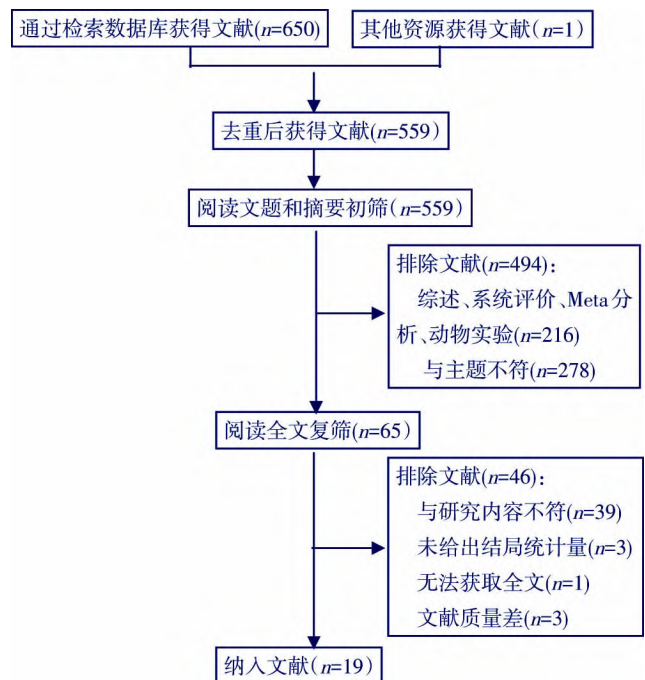 通过检索数据库获得文献(n=650)
其他资源获得文献(n=1)
去重后获得文献(n=559)
阅读文题和摘要初筛(n=559)
排除文献(n=494):
综述、系统评价、Meta分
析、动物实验(n=216)
与主题不符(n=278)
阅读全文复筛(n=65)
排除文献(n=46):
与研究内容不符(n=39)
未给出结局统计量(n=3)
无法获取全文(n=1)
文献质量差(n=3)
纳入文献(n=19)